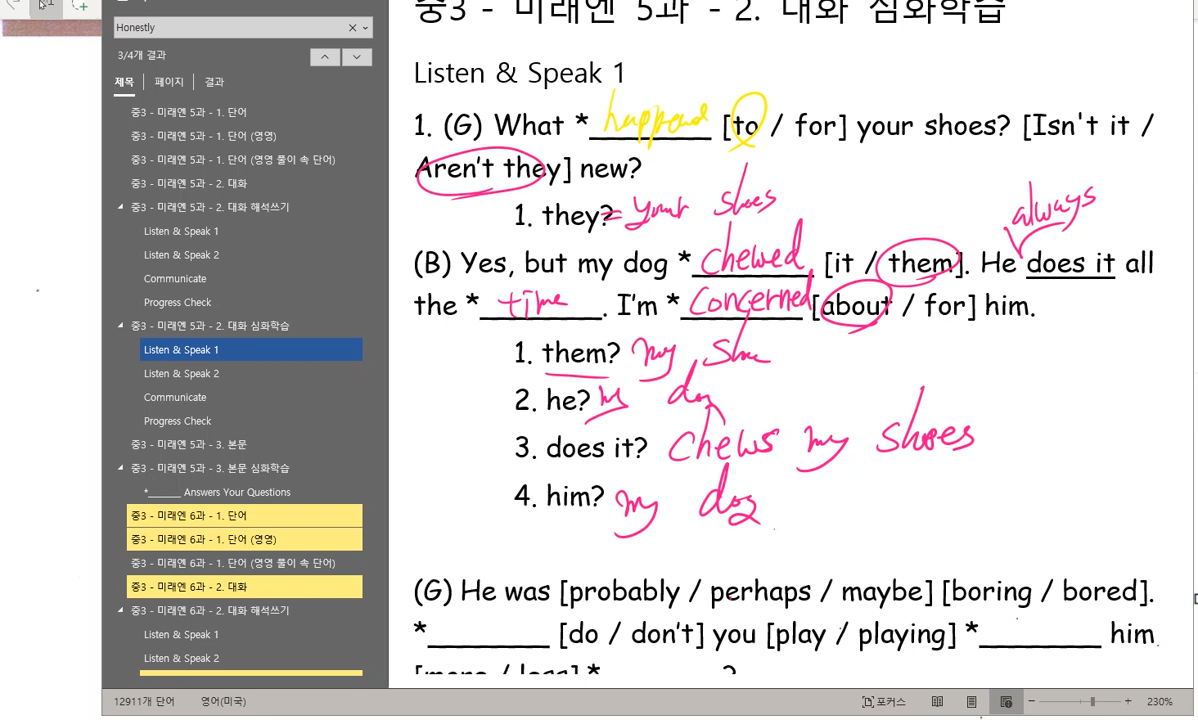 Honestly
3/4개 결과
제목 페이지 결과
중3 - 미래엔 5과 - 1. 단어
중3 - 미래엔 5과 - 1. 단어 (영영)
중3 - 미래엔 5과 - 1. 단어 (영영 풀이 속 단어)
중3 - 미래엔 5과 - 2. 대화
중3 - 미래엔 5과 - 2. 대화 해석쓰기
Listen & Speak 1
Listen & Speak 2
Communicate
Progress Check
중3 - 미래엔 5과 - 2. 대화 심화학습
Listen & Speak 1
Listen & Speak 2
Communicate
Progress Check
중3 - 미래엔 5과 - 3. 본문
중3 - 미래엔 5과 - 3. 본문 심화학습
*______ Answers Your Questions
중3 - 미래엔 6과 - 1. 단어
중3 - 미래엔 6과 - 1. 단어 (영영)
중3 - 미래엔 6과 - 1. 단어 (영영 풀이 속 단어)
중3 - 미래엔 6과 - 2. 대화
중3 - 미래엔 6과 - 2. 대화 해석쓰기
Listen & Speak 1
Listen & Speak 2
중3 - 미래엔 5과 - 2. 대화 심화학습
Listen & Speak 1
1. (G) What * happend [to / for] your shoes? [Isn't it /
Aren't they] new?
1. they? = your shoes
always
(B) Yes, but my dog * chewed [it / them]. He does it all
the * time. I'm * concerned [about / for] him.
1. them? my shoe
2. he? my dog
3. does it? chews my shoes
4. him? my dog
(G) He was [probably / perhaps / maybe] [boring / bored].
*________ [do / don't] you [play / playing] *________ him
[more / less] *________?
12911개 단어 영어(미국) 포커스 230%